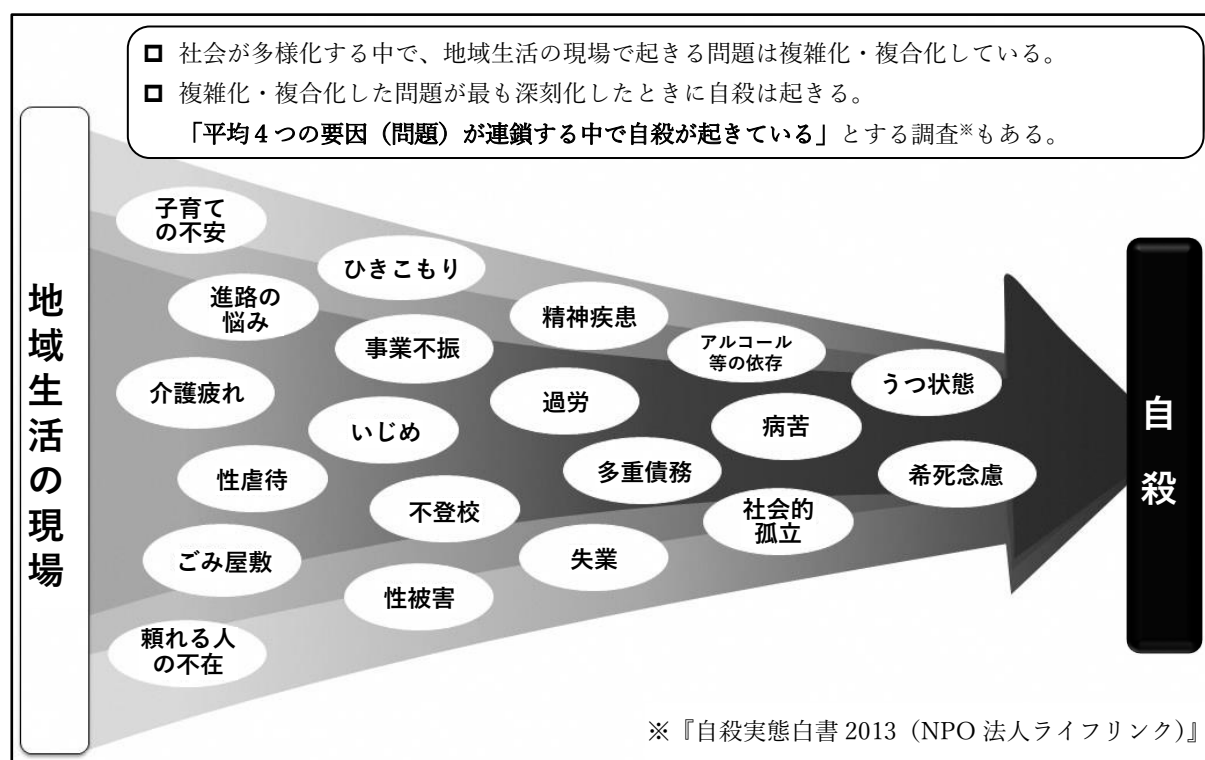 □ 社会が多様化する中で、地域生活の現場で起きる問題は複雑化・複合化している。
□ 複雑化・複合化した問題が最も深刻化したときに自殺は起きる。
「平均４つの要因（問題）が連鎖する中で自殺が起きている」とする調査※もある。
地域生活の現場
子育て
の不安
進路の
悩み
介護疲れ
性虐待
ごみ屋敷
頼れる人
の不在
ひきこもり
事業不振
いじめ
不登校
性被害
精神疾患
過労
多重債務
失業
アルコール
等の依存
病苦
社会的
孤立
うつ状態
希死念慮
自殺
※『自殺実態白書 2013（NPO 法人ライフリンク）』